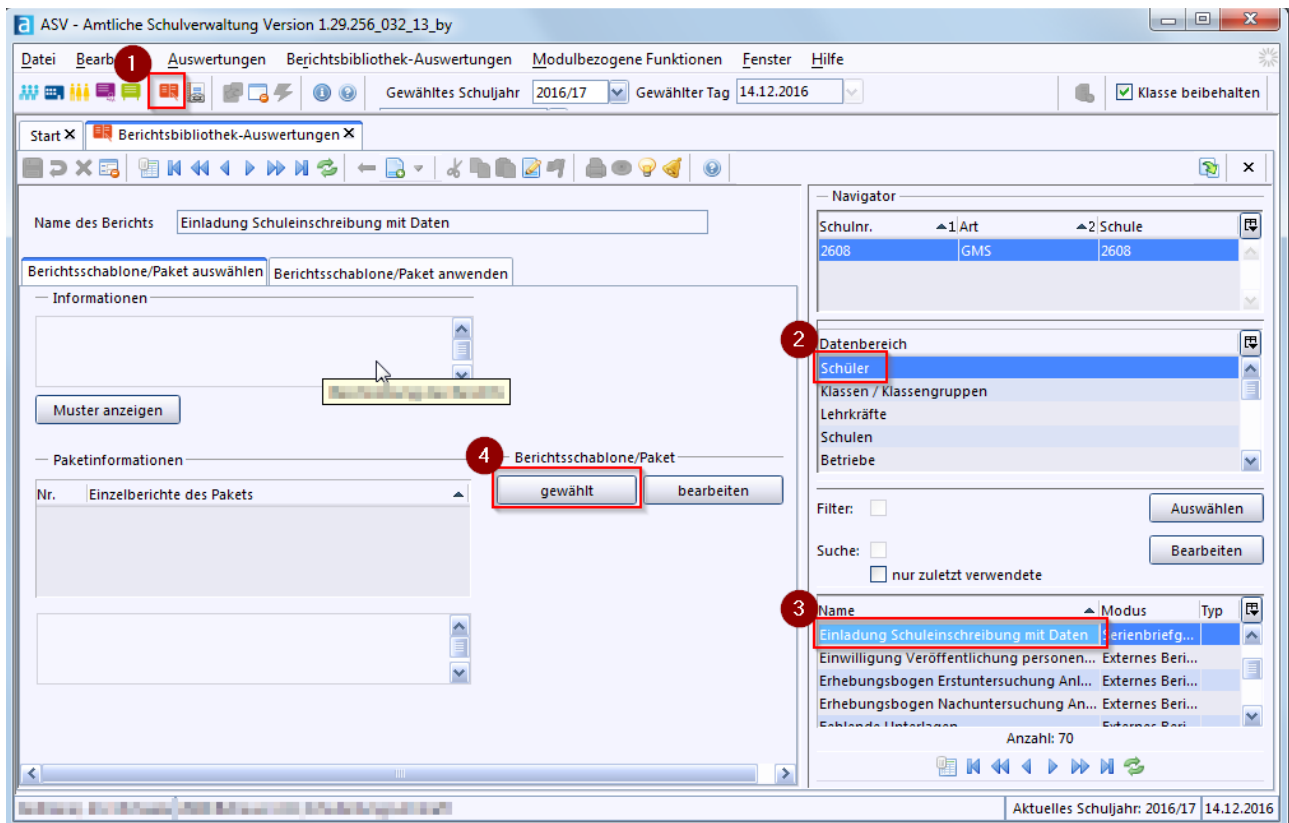 ASV - Amtliche Schulverwaltung Version 1.29.256_032_13_by
Datei Bearb 1 Auswertungen Berichtsbibliothek-Auswertungen Modulbezogene Funktionen Fenster Hilfe
Gewähltes Schuljahr 2016/17 Gewählter Tag 14.12.2016 Klasse beibehalten
Start Berichtsbibliothek-Auswertungen
Name des Berichts Einladung Schuleinschreibung mit Daten
Berichtsschablone/Paket auswählen Berichtsschablone/Paket anwenden
Informationen
Muster anzeigen
Paketinformationen
Nr. Einzelberichte des Pakets
4 Berichtsschablone/Paket
gewählt bearbeiten
Navigator
Schulnr. 1 Art 2 Schule
2608 GMS 2608
2 Datenbereich
Schüler
Klassen / Klassengruppen
Lehrkräfte
Schulen
Betriebe
Filter: Auswählen
Suche: Bearbeiten
nur zuletzt verwendete
3 Name Modus Typ
Einladung Schuleinschreibung mit Daten Serienbriefg...
Einwilligung Veröffentlichung personen... Externes Beri...
Erhebungsbogen Erstuntersuchung Anl... Externes Beri...
Erhebungsbogen Nachuntersuchung An... Externes Beri...
Fehlende Unterlagen Externes Beri...
Anzahl: 70
Aktuelles Schuljahr: 2016/17 14.12.2016